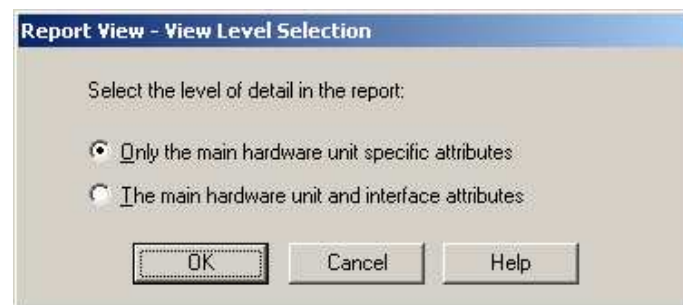 Report View - View Level Selection
Select the level of detail in the report:
Only the main hardware unit specific attributes
The main hardware unit and interface attributes
OK Cancel Help